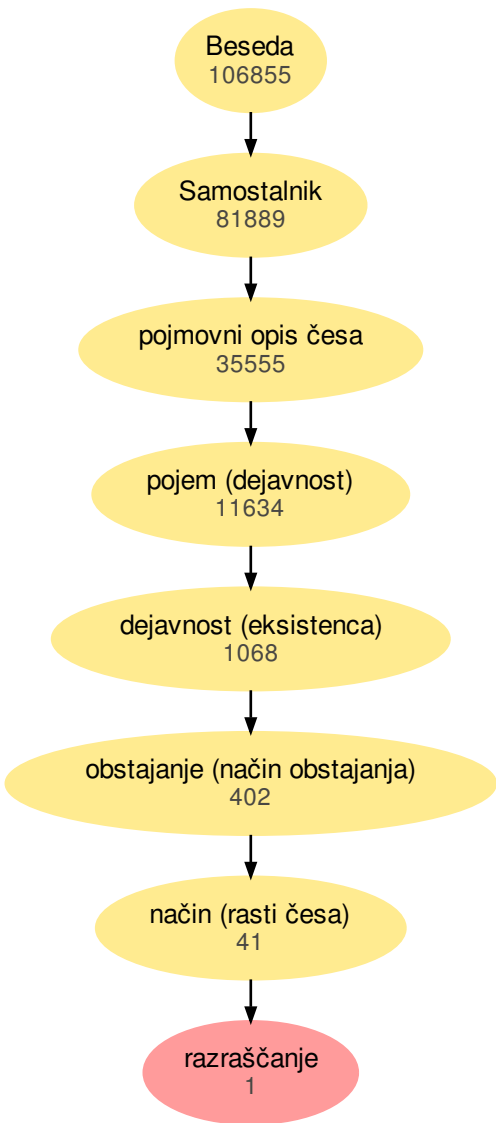 Beseda
106855
Samostalnik
81889
pojmovni opis česa
35555
pojem (dejavnost)
11634
dejavnost (eksistenca)
1068
obstajanje (način obstajanja)
402
način (rasti česa)
41
razraščanje
1